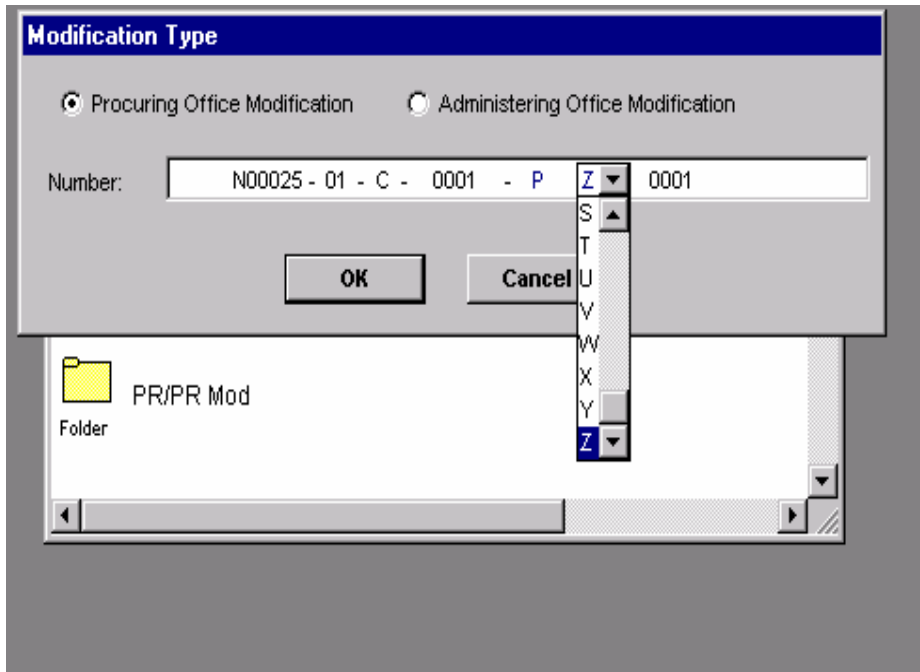 Modification Type
Procuring Office Modification Administering Office Modification
Number: N00025 - 01 - C - 0001 - P Z 0001
S
T
OK Cancel U
V
W
X
PR/PR Mod
Y
Folder
Z